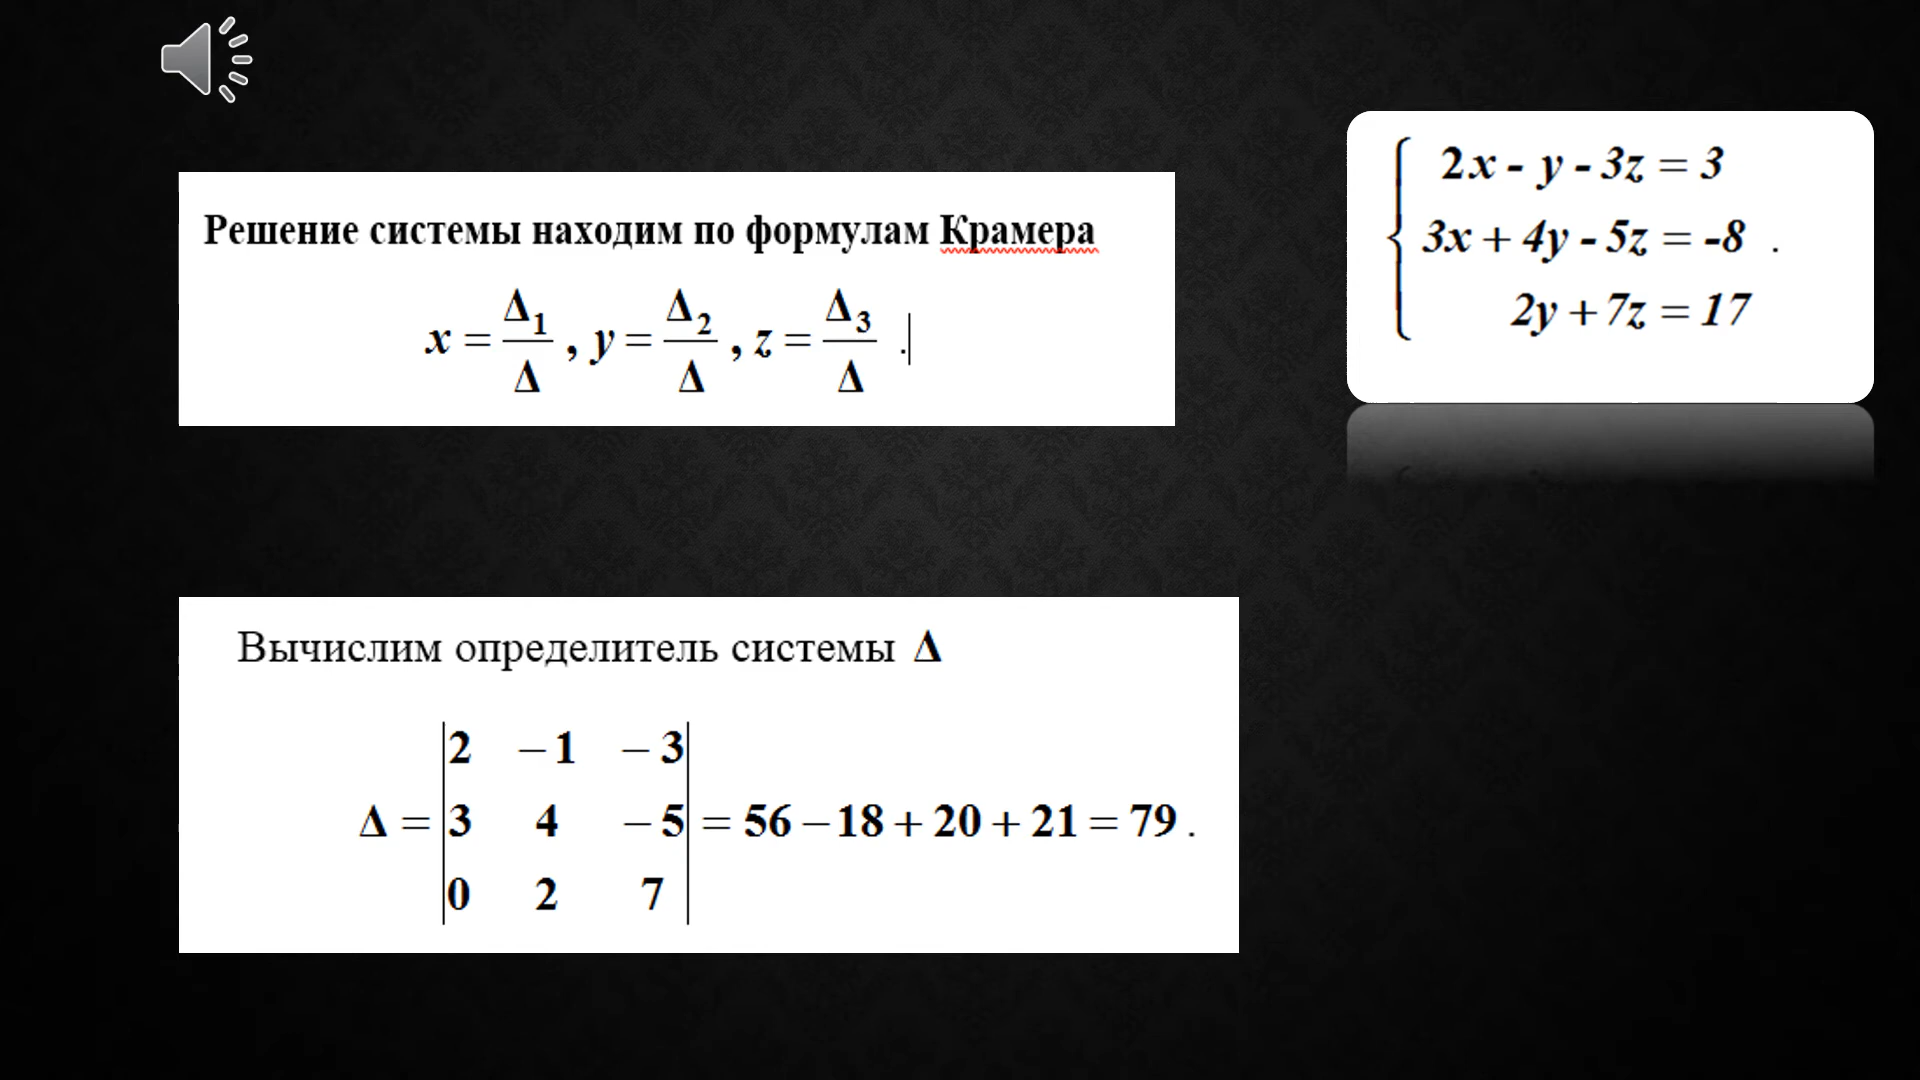 Решение системы находим по формулам Крамера
x = Δ₁/Δ , y = Δ₂/Δ , z = Δ₃/Δ .
2x - y - 3z = 3
3x + 4y - 5z = -8 .
2y + 7z = 17
Вычислим определитель системы Δ
Δ = |2 −1 −3|
|3 4 −5| = 56 − 18 + 20 + 21 = 79 .
|0 2 7|